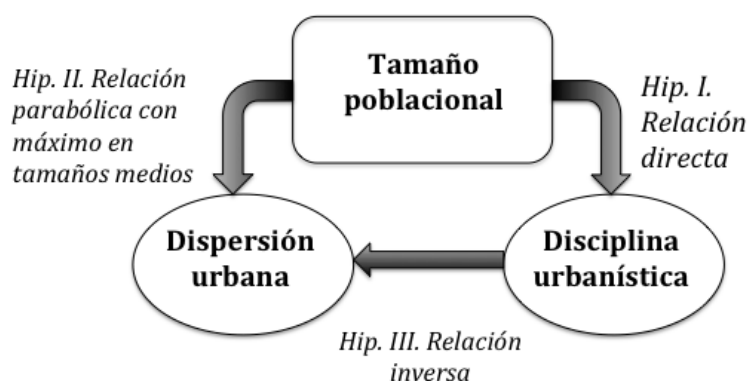 Tamaño
poblacional
Hip. II. Relación
parabólica con
máximo en
tamaños medios
Hip. I.
Relación
directa
Dispersión
urbana
Disciplina
urbanística
Hip. III. Relación
inversa